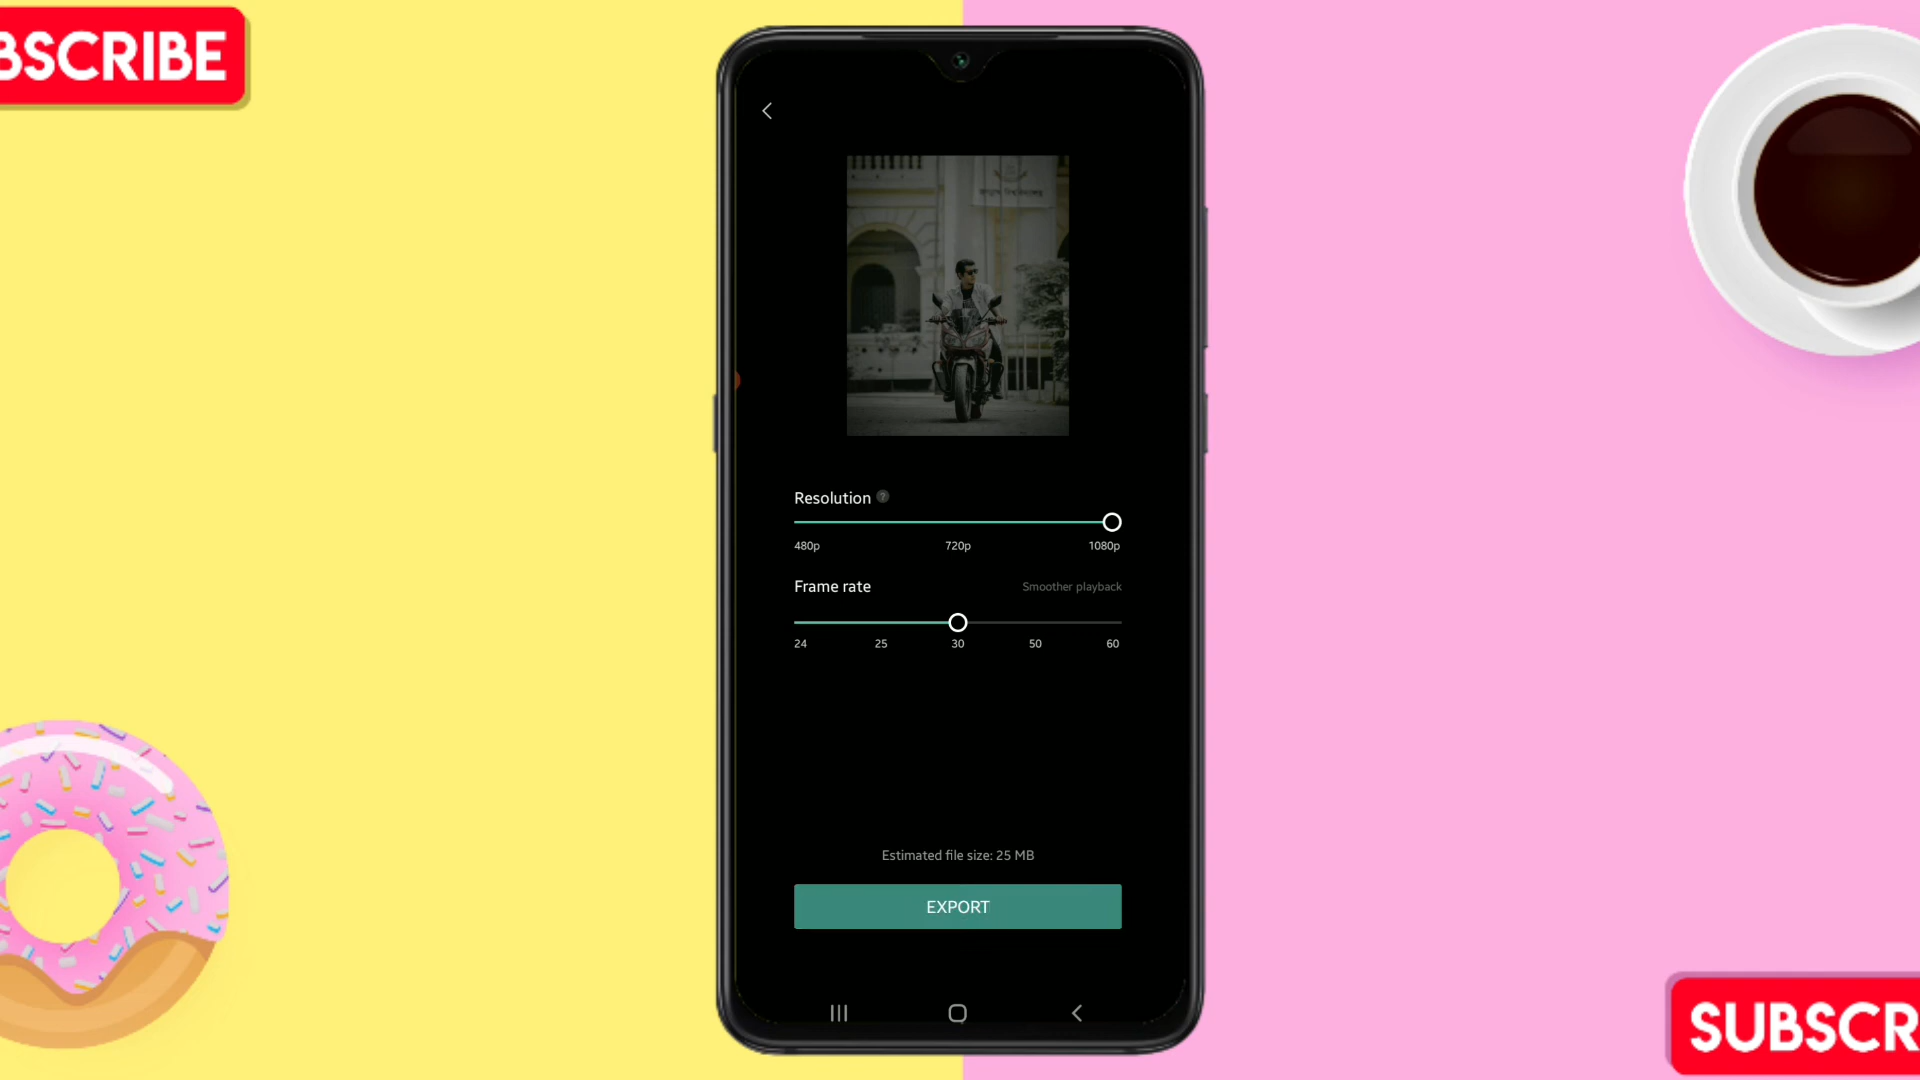 BSCRIBE
Resolution ?
480p 720p 1080p
Frame rate Smoother playback
24 25 30 50 60
Estimated file size: 25 MB
EXPORT
SUBSCR